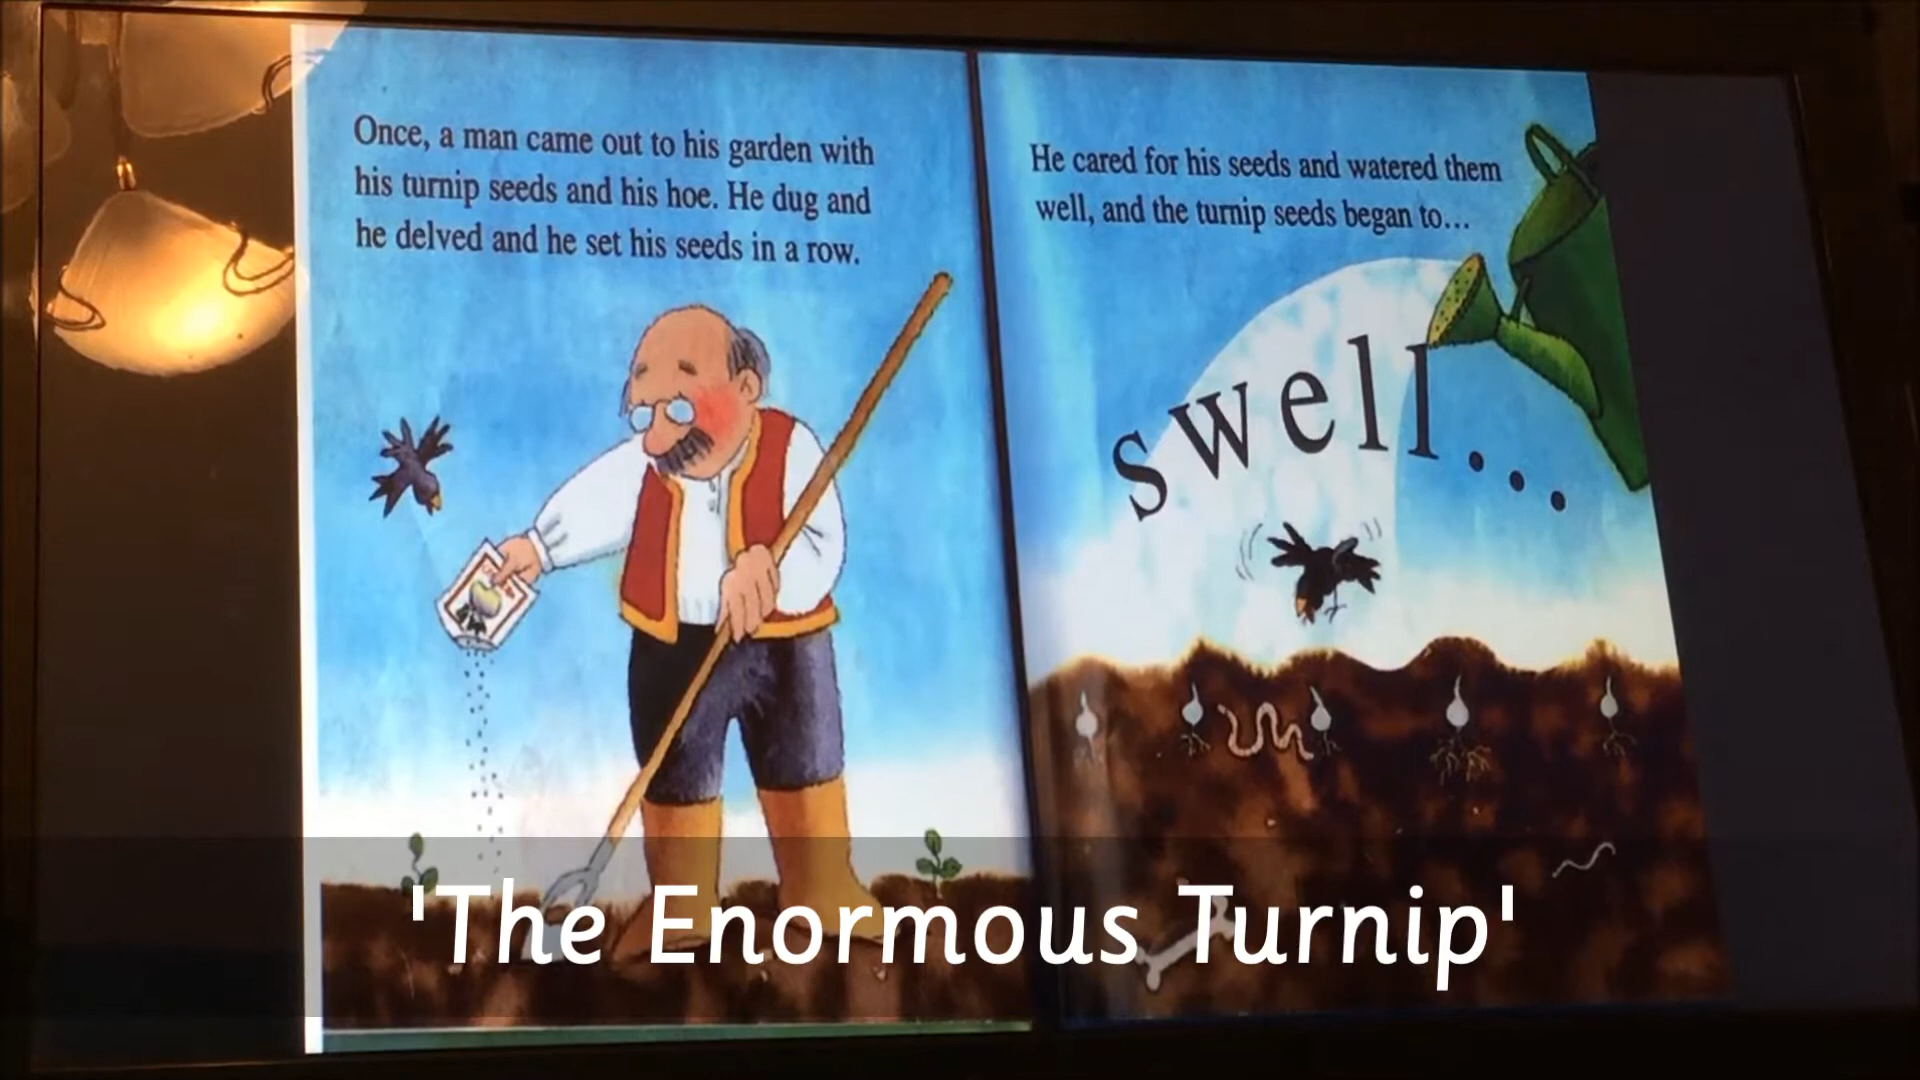 Once, a man came out to his garden with
his turnip seeds and his hoe. He dug and
he delved and he set his seeds in a row.
He cared for his seeds and watered them
well, and the turnip seeds began to...
swell...
'The Enormous Turnip'